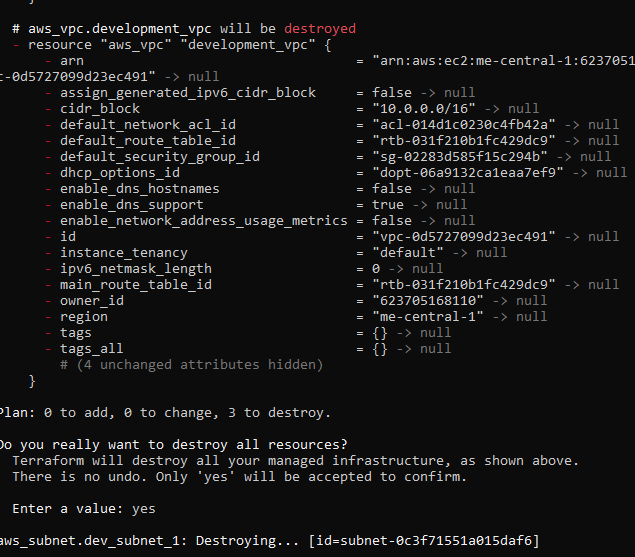 }
# aws_vpc.development_vpc will be destroyed
- resource "aws_vpc" "development_vpc" {
- arn = "arn:aws:ec2:me-central-1:6237051
c-0d5727099d23ec491" -> null
- assign_generated_ipv6_cidr_block = false -> null
- cidr_block = "10.0.0.0/16" -> null
- default_network_acl_id = "acl-014d1c0230c4fb42a" -> null
- default_route_table_id = "rtb-031f210b1fc429dc9" -> null
- default_security_group_id = "sg-02283d585f15c294b" -> null
- dhcp_options_id = "dopt-06a9132ca1eaa7ef9" -> null
- enable_dns_hostnames = false -> null
- enable_dns_support = true -> null
- enable_network_address_usage_metrics = false -> null
- id = "vpc-0d5727099d23ec491" -> null
- instance_tenancy = "default" -> null
- ipv6_netmask_length = 0 -> null
- main_route_table_id = "rtb-031f210b1fc429dc9" -> null
- owner_id = "623705168110" -> null
- region = "me-central-1" -> null
- tags = {} -> null
- tags_all = {} -> null
# (4 unchanged attributes hidden)
}
Plan: 0 to add, 0 to change, 3 to destroy.
Do you really want to destroy all resources?
Terraform will destroy all your managed infrastructure, as shown above.
There is no undo. Only 'yes' will be accepted to confirm.
Enter a value: yes
aws_subnet.dev_subnet_1: Destroying... [id=subnet-0c3f71551a015daf6]